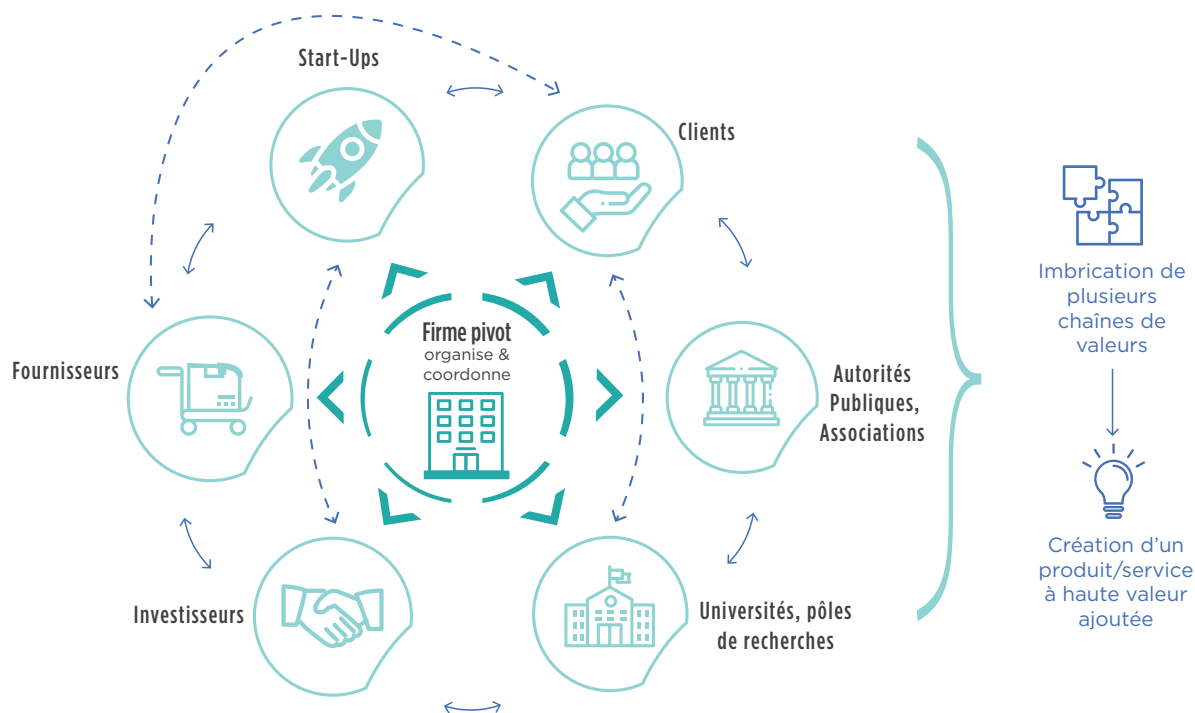 Start-Ups
Clients
Firme pivot
organise &
coordonne
Fournisseurs
Autorités
Publiques,
Associations
Investisseurs
Universités, pôles
de recherches
Imbrication de
plusieurs
chaînes de
valeurs
Création d'un
produit/service
à haute valeur
ajoutée